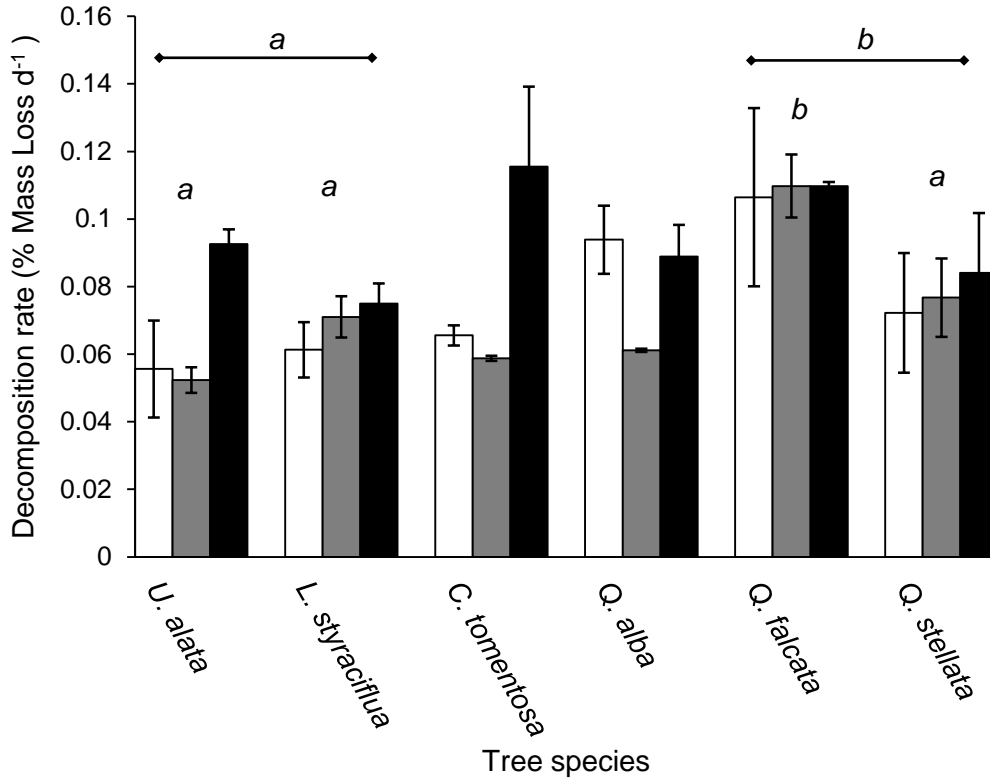 Decomposition rate (% Mass Loss d⁻¹ )
0.16
0.14
0.12
0.1
0.08
0.06
0.04
0.02
0
a
b
a
a
b
a
U. alata
L. styraciflua
C. tomentosa
Q. alba
Q. falcata
Q. stellata
Tree species